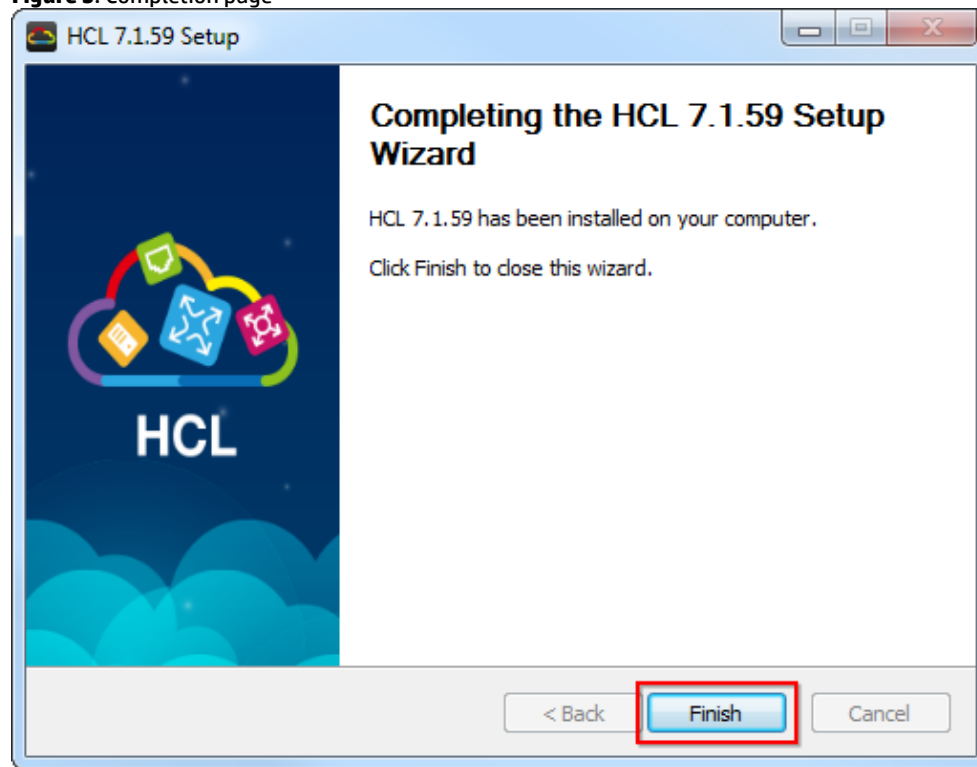 HCL 7.1.59 Setup
Completing the HCL 7.1.59 Setup
Wizard
HCL 7.1.59 has been installed on your computer.
Click Finish to close this wizard.
HCL
< Back Finish Cancel